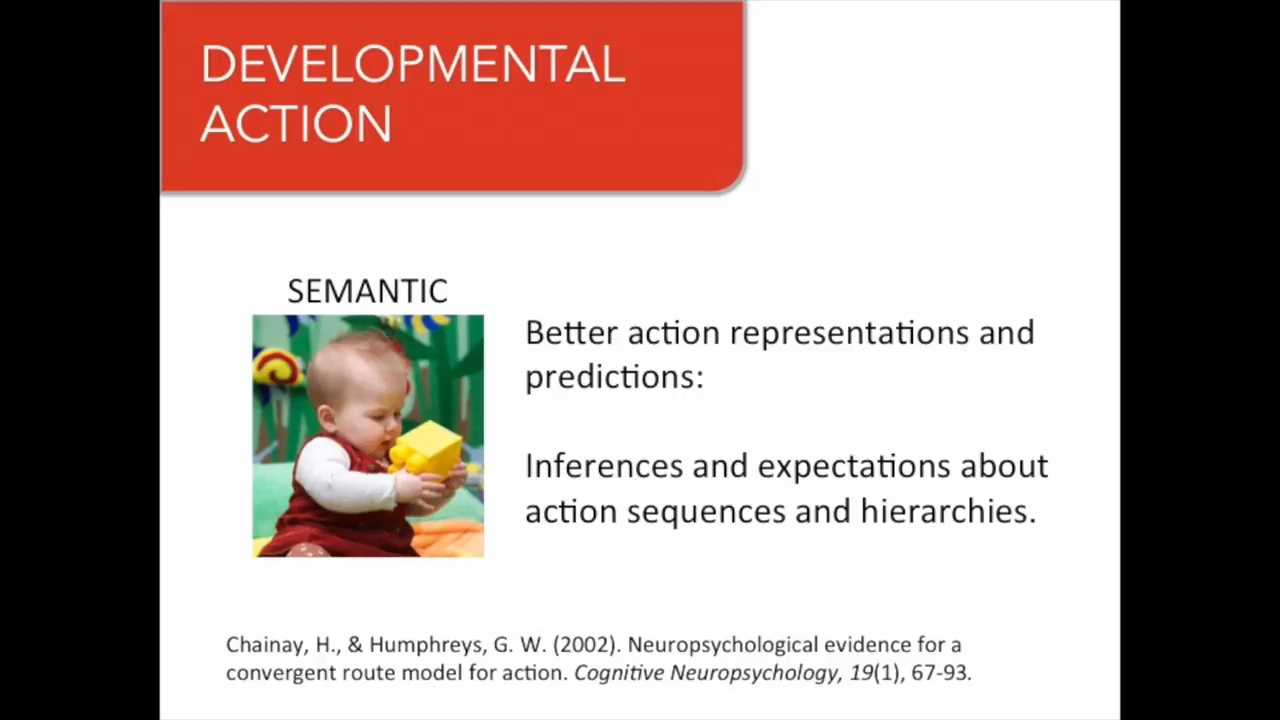 DEVELOPMENTAL
ACTION
SEMANTIC
Better action representations and
predictions:
Inferences and expectations about
action sequences and hierarchies.
Chainay, H., & Humphreys, G. W. (2002). Neuropsychological evidence for a
convergent route model for action. Cognitive Neuropsychology, 19(1), 67-93.